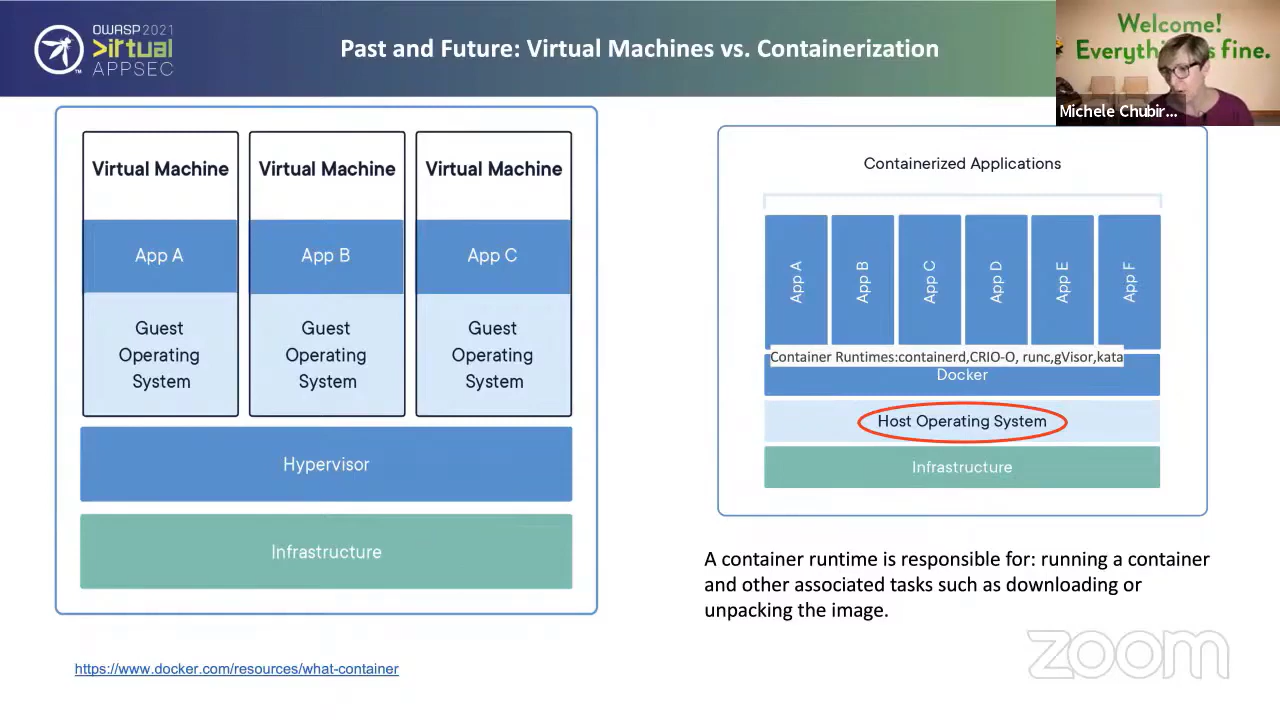 OWASP 2021
>irtual
APPSEC
TM
Past and Future: Virtual Machines vs. Containerization
Welcome!
Everyth s fine.
Michele Chubir...
Virtual Machine
Virtual Machine
Virtual Machine
App A
App B
App C
Guest
Operating
System
Guest
Operating
System
Guest
Operating
System
Hypervisor
Infrastructure
https://www.docker.com/resources/what-container
Containerized Applications
App A
App B
App C
App D
App E
App F
Container Runtimes:containerd,CRIO-O, runc,gVisor,kata
Docker
Host Operating System
Infrastructure
A container runtime is responsible for: running a container
and other associated tasks such as downloading or
unpacking the image.
zoom